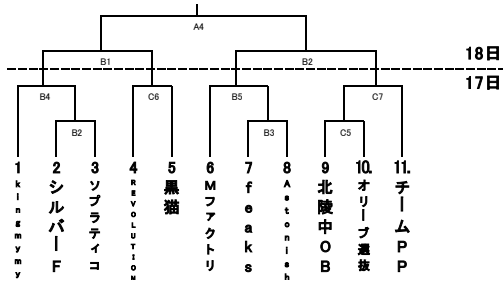 A4
18日
B1
B2
17日
B4
C6
B5
C7
B2
B3
C5
1 kingmymy
2 シルバーF
3 ソプラティコ
4 REVOLUTION
5 黒猫
6 Mファクトリ
7 feaks
8 Astonish
9 北陵中OB
10. オリーブ選抜
11. チームPP